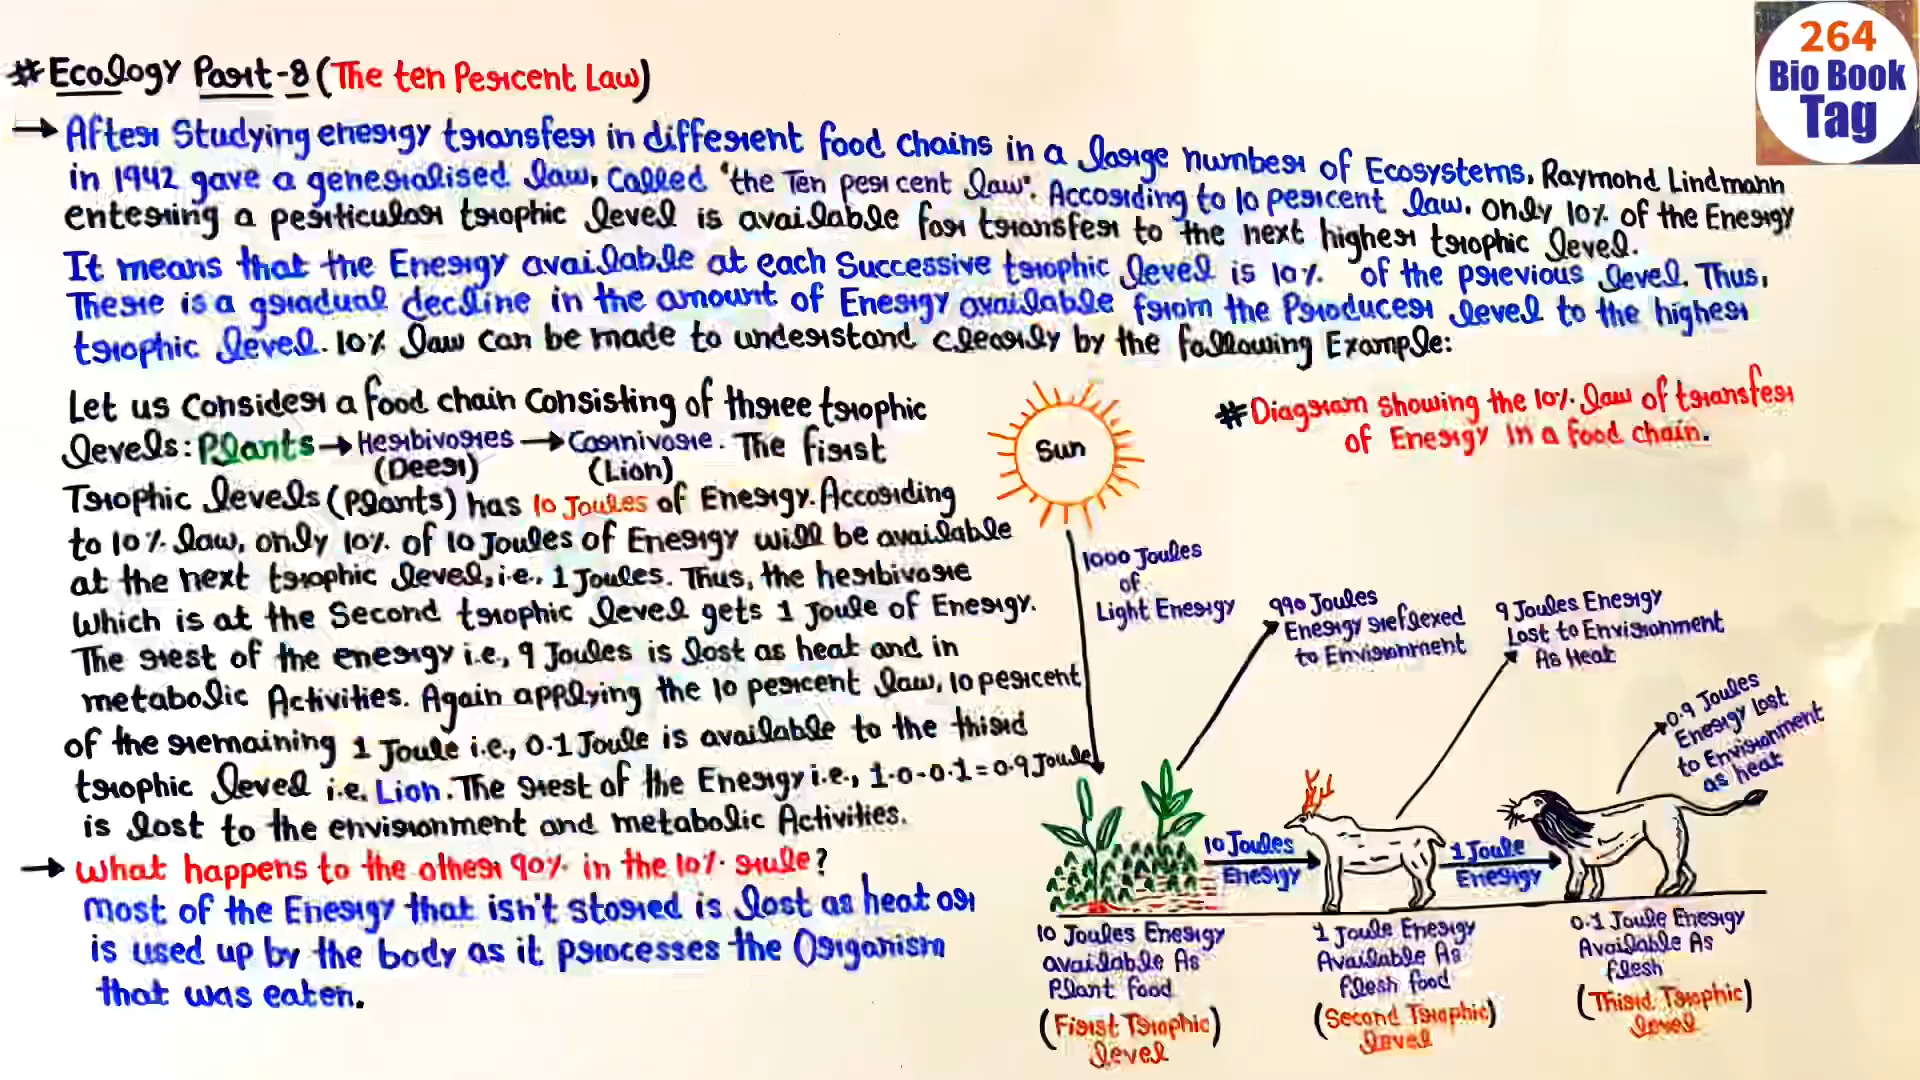 264
Bio Book
Tag
#Ecology Part-8 (The ten Percent Law)
→ After Studying energy transfer in different food chains in a large number of Ecosystems, Raymond Lindmann
in 1942 gave a generalised law, called "the Ten percent law". According to 10 percent law. only 10% of the Energy
entering a perticular trophic level is available for transfer to the next higher trophic level.
It means that the Energy available at each Successive trophic level is 10% of the previous level. Thus,
There is a gradual decline in the amount of Energy available from the Producer level to the higher
trophic level. 10% law can be made to understand clearly by the following Example:
Let us Consider a food chain Consisting of three trophic
levels: Plants → Herbivores → Carnivore. The first
(Deer) (Lion)
Trophic levels (Plants) has 10 Joules of Energy. According
to 10% law, only 10% of 10 Joules of Energy will be available
at the next trophic level, i.e., 1 Joules. Thus, the herbivore
Which is at the Second trophic level gets 1 Joule of Energy.
The rest of the energy i.e., 9 Joules is lost as heat and in
metabolic Activities. Again applying the 10 percent law, 10 percent
of the remaining 1 Joule i.e., 0.1 Joule is available to the third
trophic level i.e. Lion. The rest of the Energy i.e., 1-0-0.1=0.9 Joule
is lost to the environment and metabolic Activities.
→ What happens to the other 90% in the 10% rule?
most of the Energy that isn't stored is lost as heat or
is used up by the body as it processes the Organism
that was eaten.
#Diagram showing the 10% law of transfer
of Energy in a food chain.
Sun
1000 Joules
of
Light Energy
990 Joules
Energy reflexed
to Environment
9 Joules Energy
Lost to Environment
As Heat
0.9 Joules
Energy Lost
to Environment
as heat
10 Joules
Energy
1 Joule
Energy
10 Joules Energy
available As
Plant food
(First Trophic)
level
1 Joule Energy
Available As
flesh food
(Second Trophic)
level
0.1 Joule Energy
Available As
flesh
(Third Trophic)
level